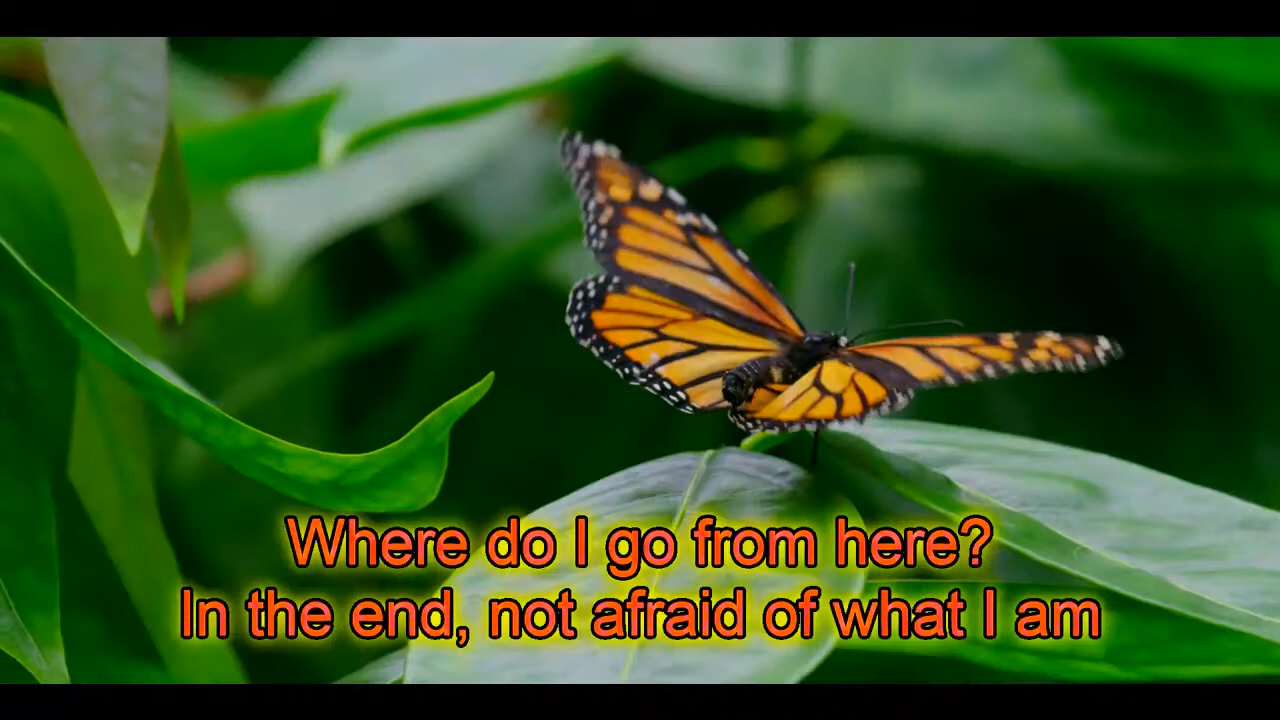 Where do I go from here?
In the end, not afraid of what I am